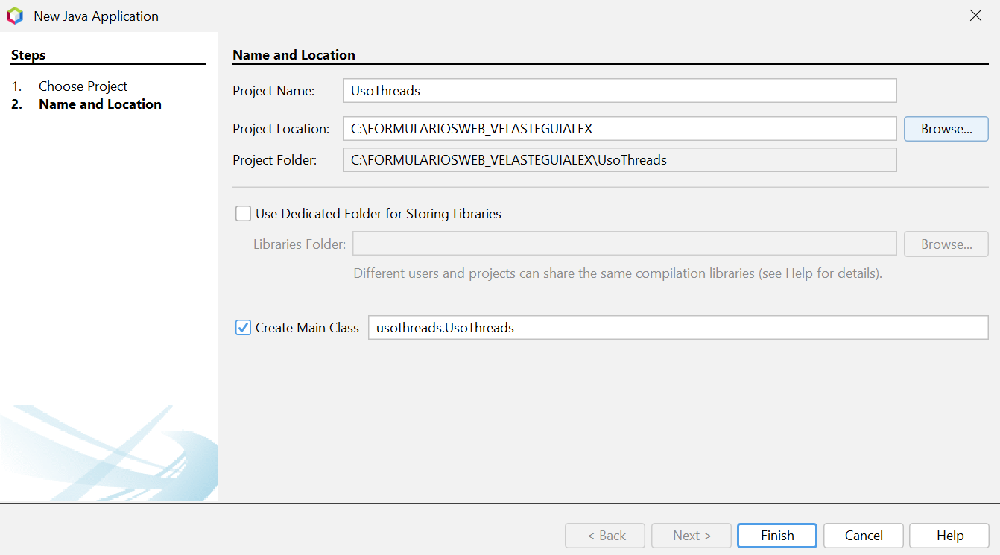 New Java Application
Steps
1. Choose Project
2. Name and Location
Name and Location
Project Name: UsoThreads
Project Location: C:\FORMULARIOSWEB_VELASTEGUIALEX Browse...
Project Folder: C:\FORMULARIOSWEB_VELASTEGUIALEX\UsoThreads
Use Dedicated Folder for Storing Libraries
Libraries Folder: Browse...
Different users and projects can share the same compilation libraries (see Help for details).
Create Main Class usothreads.UsoThreads
< Back Next > Finish Cancel Help